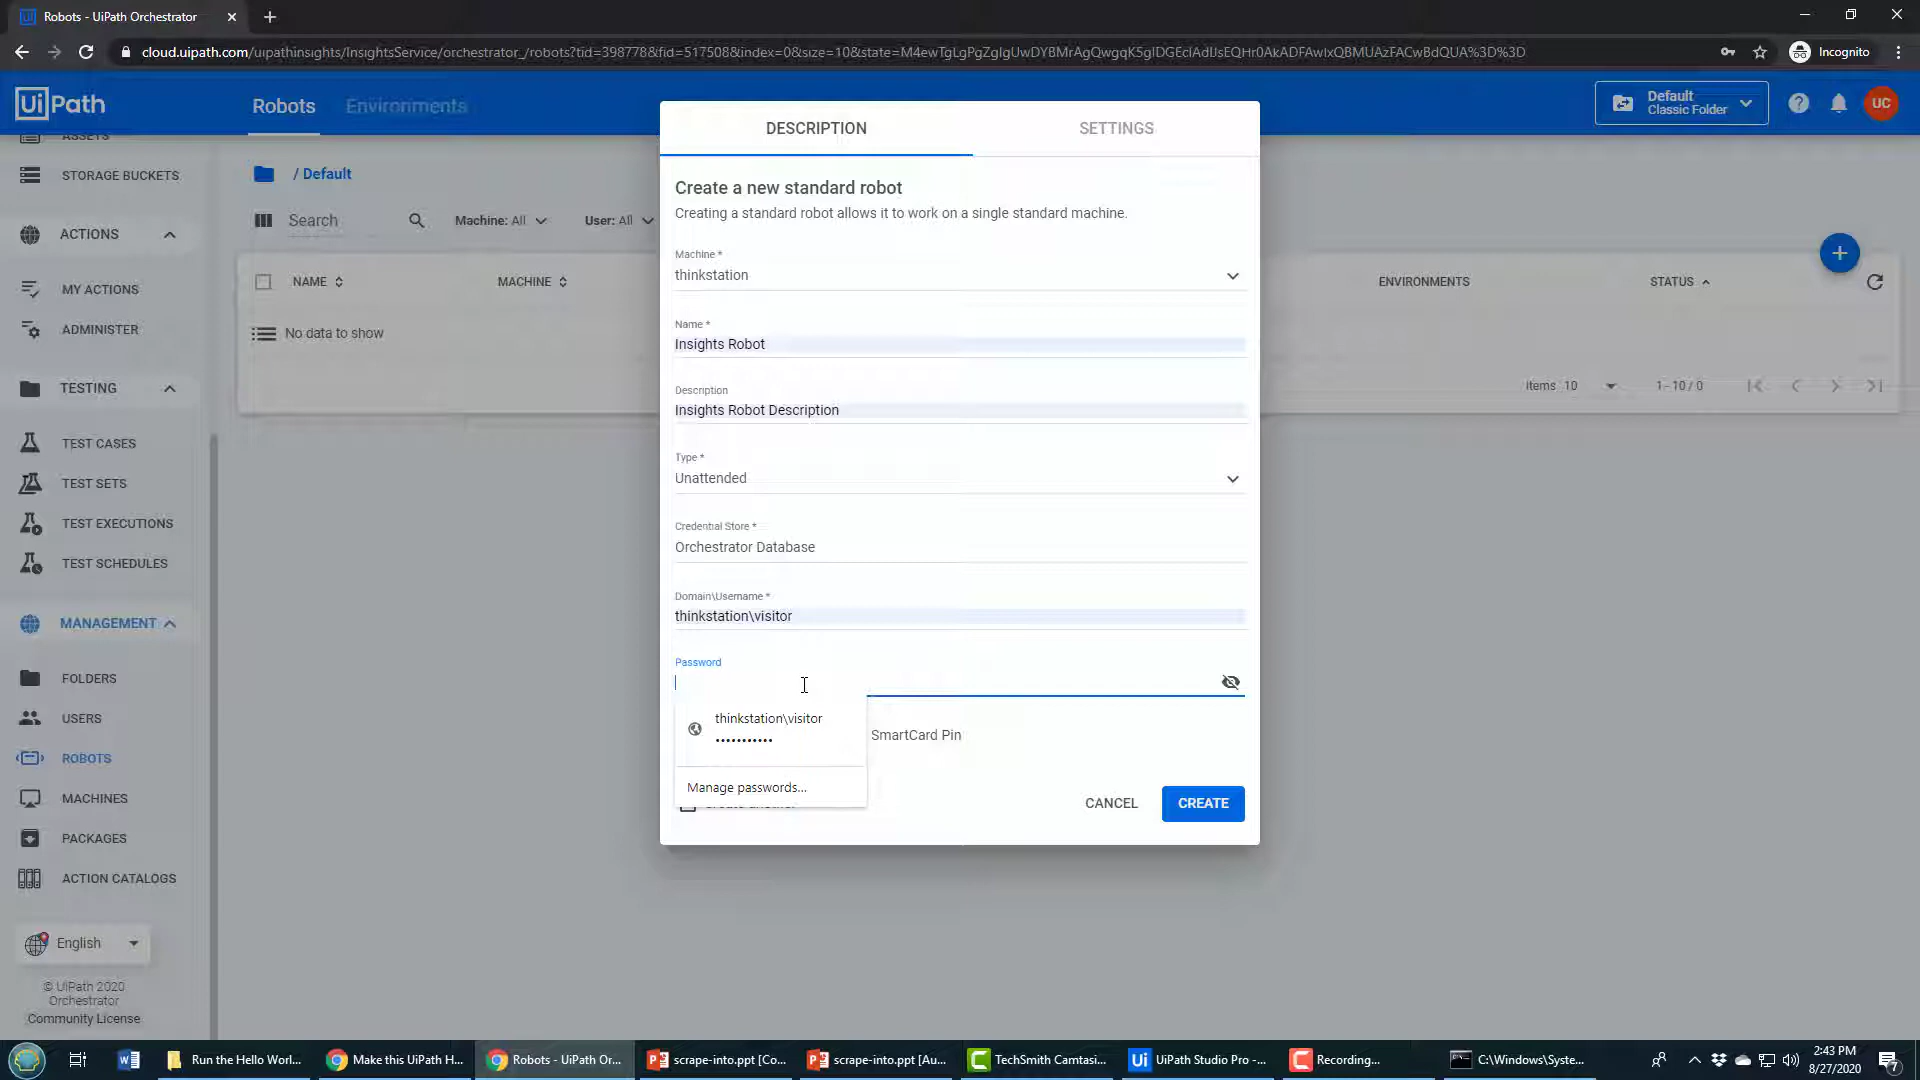 Robots - UiPath Orchestrator
cloud.uipath.com/uipathinsights/InsightsService/orchestrator_/robots?tid=398778&fid=517508&index=0&size=10&state=
Incognito
UiPath
Robots
Environments
Default
Classic Folder
UC
ASSETS
STORAGE BUCKETS
ACTIONS
MY ACTIONS
ADMINISTER
TESTING
TEST CASES
TEST SETS
TEST EXECUTIONS
TEST SCHEDULES
MANAGEMENT
FOLDERS
USERS
ROBOTS
MACHINES
PACKAGES
ACTION CATALOGS
English
© UiPath 2020
Orchestrator
Community License
/ Default
Search
Machine: All
User: All
NAME
MACHINE
ENVIRONMENTS
STATUS
No data to show
Items 10
1 - 10 / 0
DESCRIPTION
SETTINGS
Create a new standard robot
Creating a standard robot allows it to work on a single standard machine.
Machine *
thinkstation
Name *
Insights Robot
Description
Insights Robot Description
Type *
Unattended
Credential Store *
Orchestrator Database
Domain\Username *
thinkstation\visitor
Password
thinkstation\visitor
•••••••••••
Manage passwords...
SmartCard Pin
CANCEL
CREATE
Run the Hello Worl...
Make this UiPath H...
Robots - UiPath Or...
scrape-into.ppt [Co...
scrape-into.ppt [Au...
TechSmith Camtasi...
UiPath Studio Pro -...
Recording...
C:\Windows\Syste...
2:43 PM
8/27/2020
7